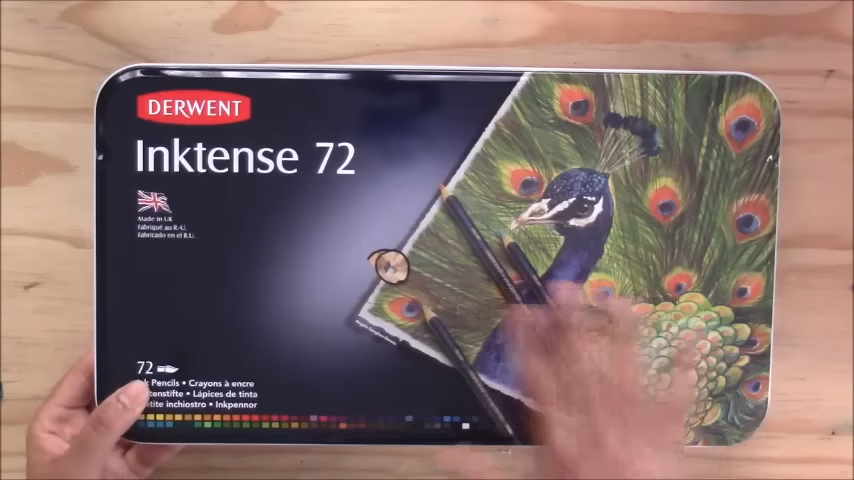 DERWENT
Inktense 72
Made in UK
Fabriqué au R.-U.
Fabricado en el R.U.
72
Pencils • Crayons à encre
Lápices de tinta
inchiostro • Inkpennor